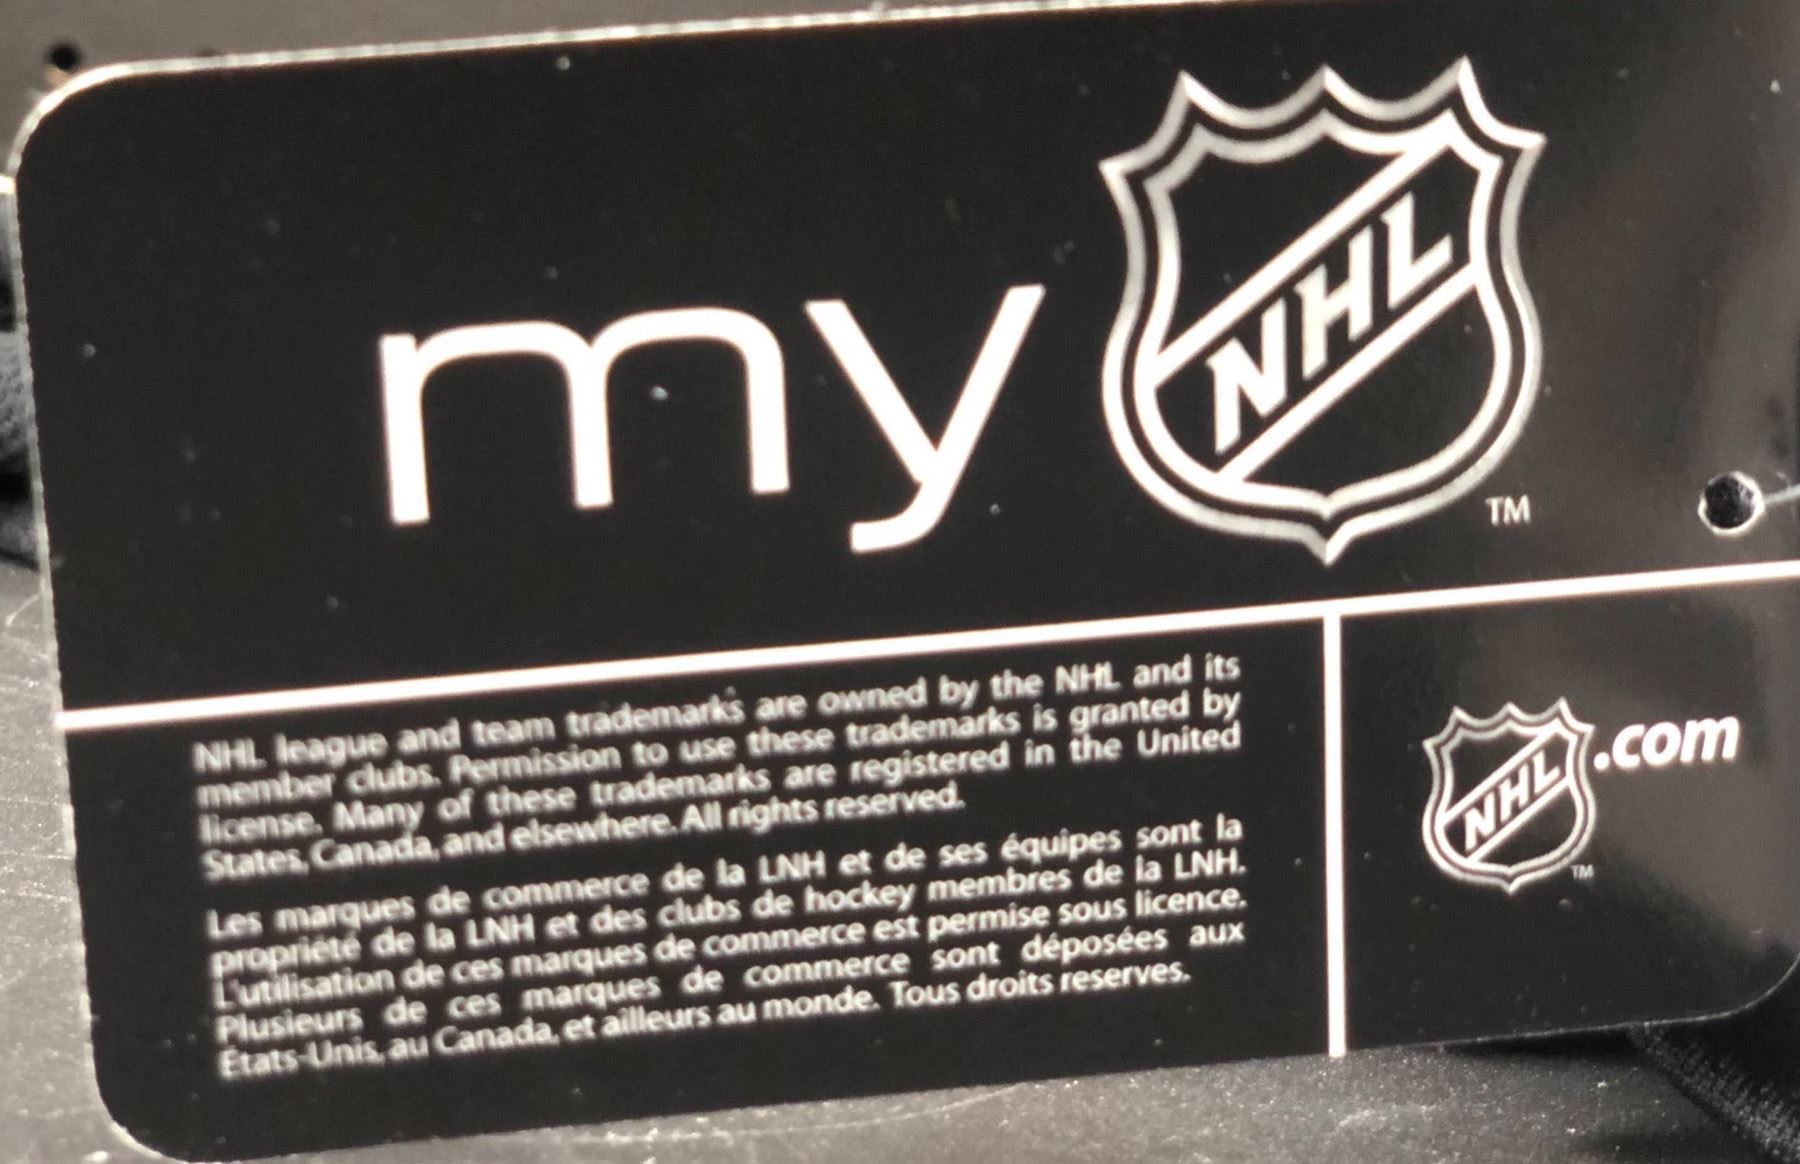 my NHL TM
NHL league and team trademarks are owned by the NHL and its
member clubs. Permission to use these trademarks is granted by
license. Many of these trademarks are registered in the United
States, Canada, and elsewhere. All rights reserved.
Les marques de commerce de la LNH et de ses équipes sont la
propriété de la LNH et des clubs de hockey membres de la LNH.
L'utilisation de ces marques de commerce est permise sous licence.
Plusieurs de ces marques de commerce sont déposées aux
États-Unis, au Canada, et ailleurs au monde. Tous droits reserves.
NHL.com TM